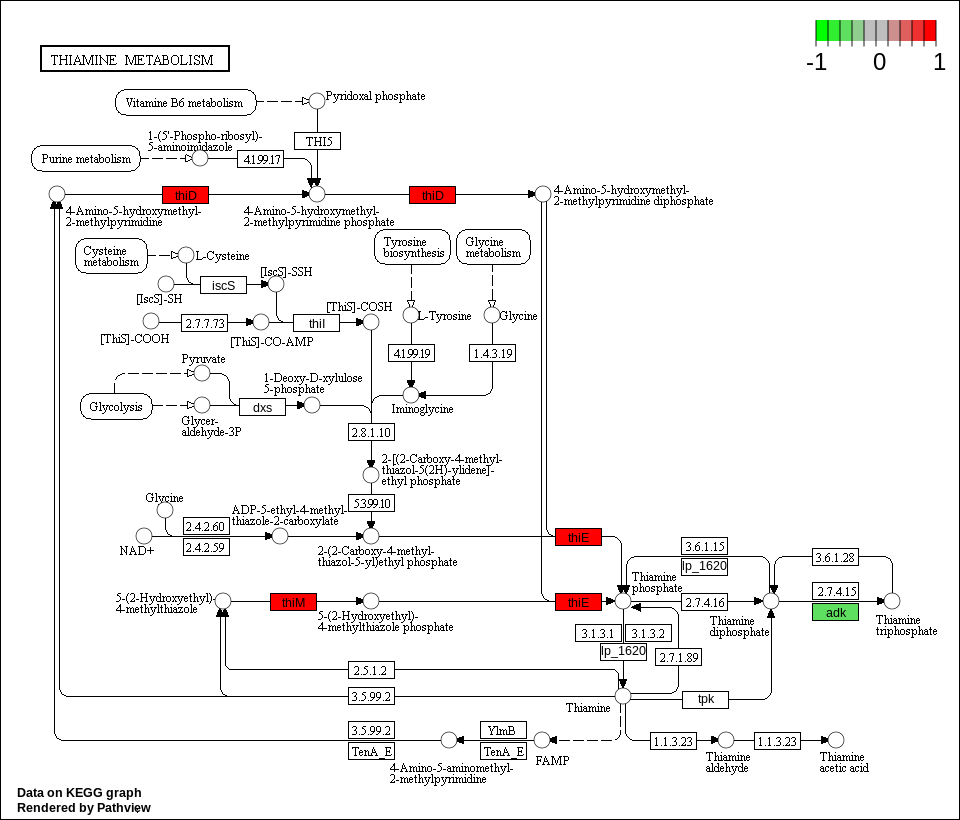 -1 0 1
THIAMINE METABOLISM
Vitamine B6 metabolism
Pyridoxal phosphate
1-(5'-Phospho-ribosyl)-
5-aminoimidazole
THI5
Purine metabolism
4.1.99.17
thiD
thiD
4-Amino-5-hydroxymethyl-
2-methylpyrimidine
4-Amino-5-hydroxymethyl-
2-methylpyrimidine phosphate
4-Amino-5-hydroxymethyl-
2-methylpyrimidine diphosphate
Cysteine
metabolism
L-Cysteine
Tyrosine
biosynthesis
Glycine
metabolism
[IscS]-SSH
iscS
[IscS]-SH
[ThiS]-COSH
L-Tyrosine
Glycine
2.7.7.73
thiI
[ThiS]-COOH
[ThiS]-CO-AMP
4.1.99.19
1.4.3.19
Pyruvate
1-Deoxy-D-xylulose
5-phosphate
Glycolysis
dxs
Iminoglycine
Glycer-
aldehyde-3P
2.8.1.10
2-[(2-Carboxy-4-methyl-
thiazol-5(2H)-ylidene]-
ethyl phosphate
Glycine
5.3.99.10
ADP-5-ethyl-4-methyl-
thiazole-2-carboxylate
2.4.2.60
2.4.2.59
NAD+
2-(2-Carboxy-4-methyl-
thiazol-5-yl)ethyl phosphate
thiE
3.6.1.15
lp_1620
3.6.1.28
Thiamine
phosphate
5-(2-Hydroxyethyl)-
4-methylthiazole
thiM
5-(2-Hydroxyethyl)-
4-methylthiazole phosphate
thiE
2.7.4.16
Thiamine
diphosphate
2.7.4.15
adk
Thiamine
triphosphate
3.1.3.1
3.1.3.2
lp_1620
2.7.1.89
2.5.1.2
3.5.99.2
Thiamine
tpk
3.5.99.2
TenA_E
YlmB
TenA_E
4-Amino-5-aminomethyl-
2-methylpyrimidine
FAMP
1.1.3.23
Thiamine
aldehyde
1.1.3.23
Thiamine
acetic acid
Data on KEGG graph
Rendered by Pathview